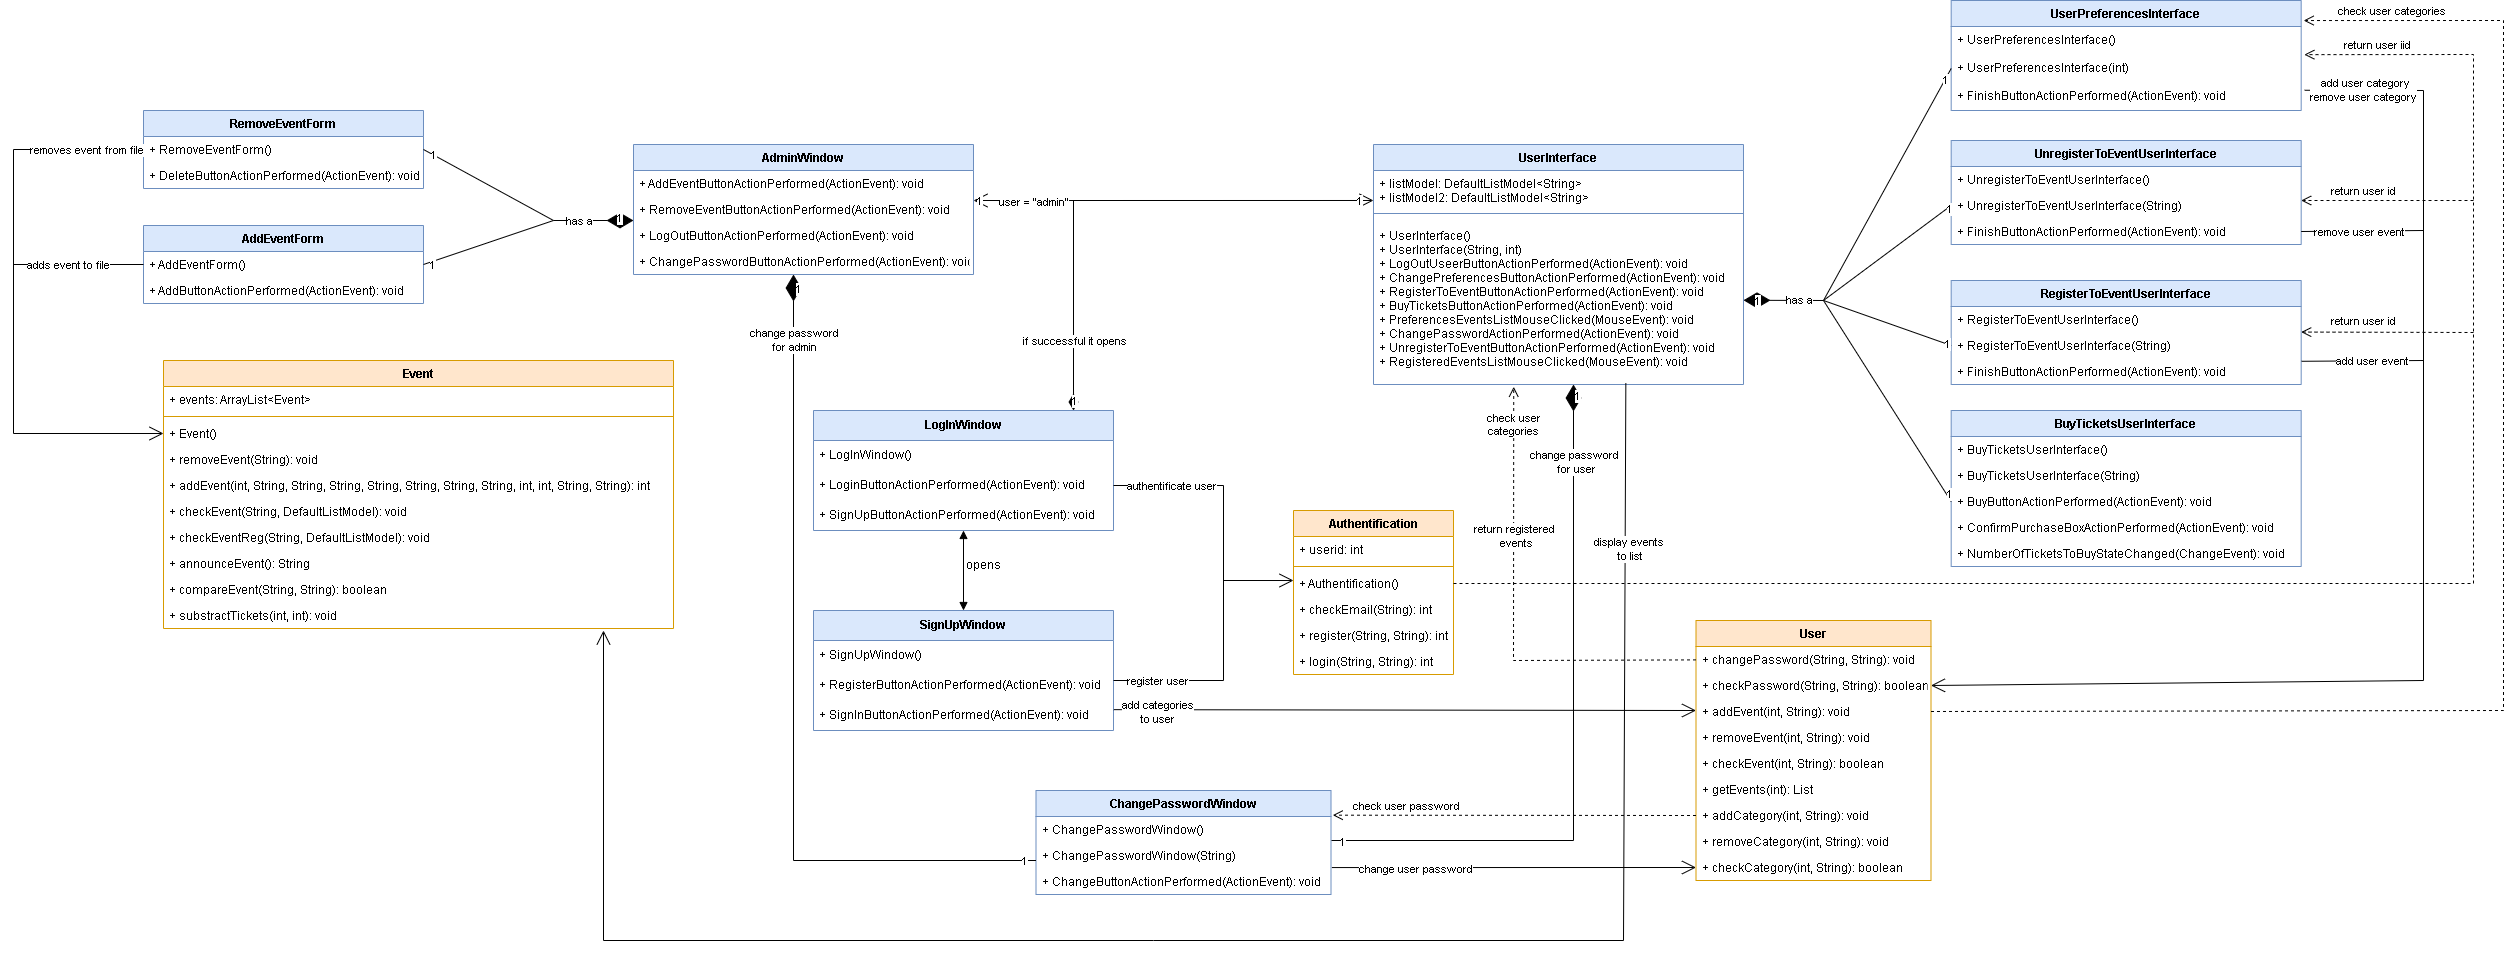 RemoveEventForm
+ RemoveEventForm()
+ DeleteButtonActionPerformed(ActionEvent): void
removes event from file
1
AddEventForm
+ AddEventForm()
+ AddButtonActionPerformed(ActionEvent): void
adds event to file
1
has a
1
AdminWindow
+ AddEventButtonActionPerformed(ActionEvent): void
+ RemoveEventButtonActionPerformed(ActionEvent): void
+ LogOutButtonActionPerformed(ActionEvent): void
+ ChangePasswordButtonActionPerformed(ActionEvent): void
1
change password
for admin
1
user = "admin"
1
if successful it opens
1
Event
+ events: ArrayList<Event>
+ Event()
+ removeEvent(String): void
+ addEvent(int, String, String, String, String, String, String, String, int, int, String, String): int
+ checkEvent(String, DefaultListModel): void
+ checkEventReg(String, DefaultListModel): void
+ announceEvent(): String
+ compareEvent(String, String): boolean
+ substractTickets(int, int): void
LogInWindow
+ LogInWindow()
+ LoginButtonActionPerformed(ActionEvent): void
+ SignUpButtonActionPerformed(ActionEvent): void
authentificate user
opens
SignUpWindow
+ SignUpWindow()
+ RegisterButtonActionPerformed(ActionEvent): void
+ SignInButtonActionPerformed(ActionEvent): void
register user
add categories
to user
UserInterface
+ listModel: DefaultListModel<String>
+ listModel2: DefaultListModel<String>
+ UserInterface()
+ UserInterface(String, int)
+ LogOutUseerButtonActionPerformed(ActionEvent): void
+ ChangePreferencesButtonActionPerformed(ActionEvent): void
+ RegisterToEventButtonActionPerformed(ActionEvent): void
+ BuyTicketsButtonActionPerformed(ActionEvent): void
+ PreferencesEventsListMouseClicked(MouseEvent): void
+ ChangePasswordActionPerformed(ActionEvent): void
+ UnregisterToEventButtonActionPerformed(ActionEvent): void
+ RegisteredEventsListMouseClicked(MouseEvent): void
check user
categories
return registered
events
1
change password
for user
display events
to list
1
has a
Authentification
+ userid: int
+ Authentification()
+ checkEmail(String): int
+ register(String, String): int
+ login(String, String): int
UserPreferencesInterface
+ UserPreferencesInterface()
+ UserPreferencesInterface(int)
+ FinishButtonActionPerformed(ActionEvent): void
1
check user categories
return user iid
add user category
remove user category
UnregisterToEventUserInterface
+ UnregisterToEventUserInterface()
+ UnregisterToEventUserInterface(String)
+ FinishButtonActionPerformed(ActionEvent): void
1
return user id
remove user event
RegisterToEventUserInterface
+ RegisterToEventUserInterface()
+ RegisterToEventUserInterface(String)
+ FinishButtonActionPerformed(ActionEvent): void
1
return user id
add user event
BuyTicketsUserInterface
+ BuyTicketsUserInterface()
+ BuyTicketsUserInterface(String)
+ BuyButtonActionPerformed(ActionEvent): void
+ ConfirmPurchaseBoxActionPerformed(ActionEvent): void
+ NumberOfTicketsToBuyStateChanged(ChangeEvent): void
1
User
+ changePassword(String, String): void
+ checkPassword(String, String): boolean
+ addEvent(int, String): void
+ removeEvent(int, String): void
+ checkEvent(int, String): boolean
+ getEvents(int): List
+ addCategory(int, String): void
+ removeCategory(int, String): void
+ checkCategory(int, String): boolean
ChangePasswordWindow
+ ChangePasswordWindow()
+ ChangePasswordWindow(String)
+ ChangeButtonActionPerformed(ActionEvent): void
1
check user password
1
change user password